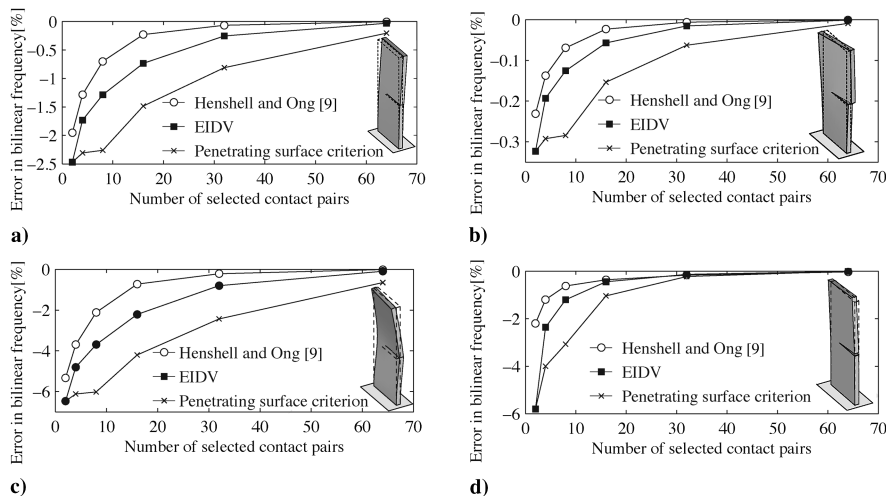 Error in bilinear frequency[%]
0
−0.5
−1
−1.5
−2
−2.5
Henshell and Ong [9]
EIDV
Penetrating surface criterion
0 10 20 30 40 50 60 70
Number of selected contact pairs
a)
Error in bilinear frequency[%]
0
−0.1
−0.2
−0.3
Henshell and Ong [9]
EIDV
Penetrating surface criterion
0 10 20 30 40 50 60 70
Number of selected contact pairs
b)
Error in bilinear frequency[%]
0
−2
−4
−6
Henshell and Ong [9]
EIDV
Penetrating surface criterion
0 10 20 30 40 50 60 70
Number of selected contact pairs
c)
Error in bilinear frequency[%]
0
−2
−4
−6
Henshell and Ong [9]
EIDV
Penetrating surface criterion
0 10 20 30 40 50 60 70
Number of selected contact pairs
d)